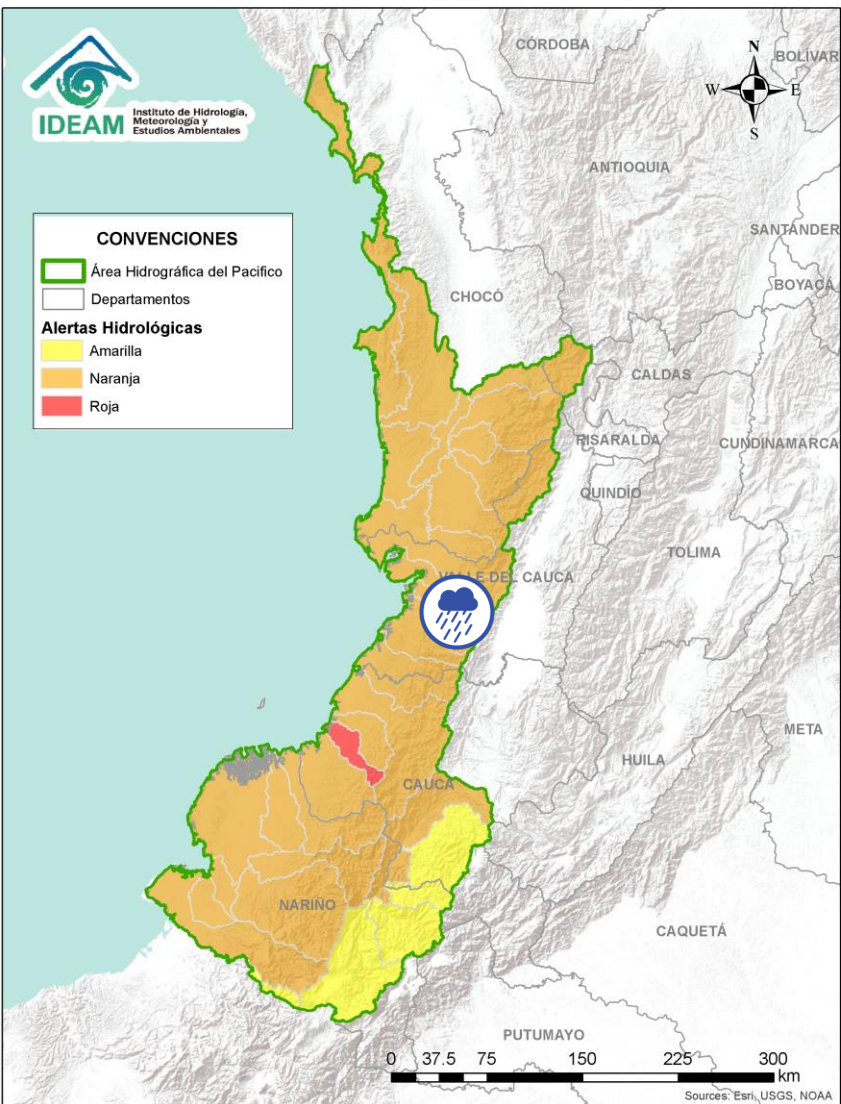 IDEAM
Instituto de Hidrología,
Meteorología y
Estudios Ambientales
CONVENCIONES
Área Hidrográfica del Pacifico
Departamentos
Alertas Hidrológicas
Amarilla
Naranja
Roja
N
W
E
S
CÓRDOBA
BOLÍVAR
ANTIOQUIA
SANTANDER
BOYACÁ
CHOCÓ
CALDAS
RISARALDA
CUNDINAMARCA
QUINDÍO
TOLIMA
VALLE DEL CAUCA
META
HUILA
CAUCA
NARIÑO
CAQUETÁ
PUTUMAYO
0 37.5 75 150 225 300
km
Sources: Esri, USGS, NOAA